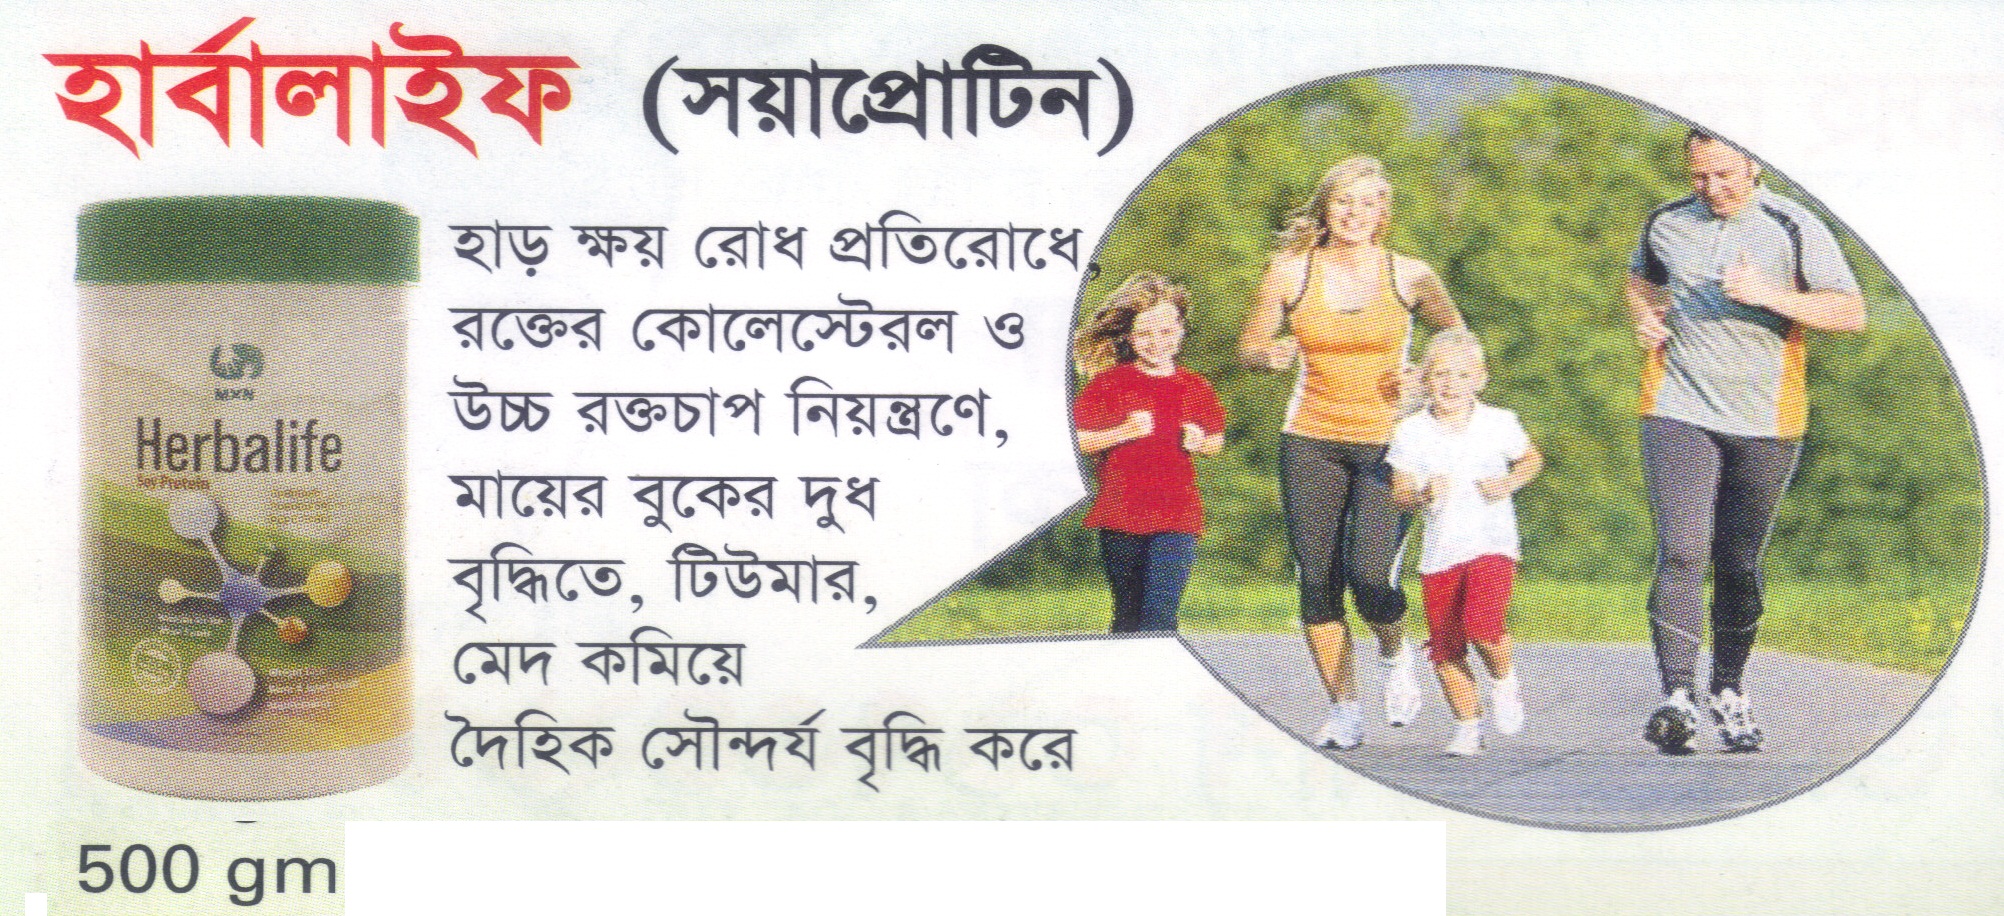 হার্বালাইফ (সয়াপ্রোটিন)
হাড় ক্ষয় রোধ প্রতিরোধে,
রক্তের কোলেস্টেরল ও
উচ্চ রক্তচাপ নিয়ন্ত্রণে,
মায়ের বুকের দুধ
বৃদ্ধিতে, টিউমার,
মেদ কমিয়ে
দৈহিক সৌন্দর্য বৃদ্ধি করে
MXN
Herbalife
Soy Protein
500 gm